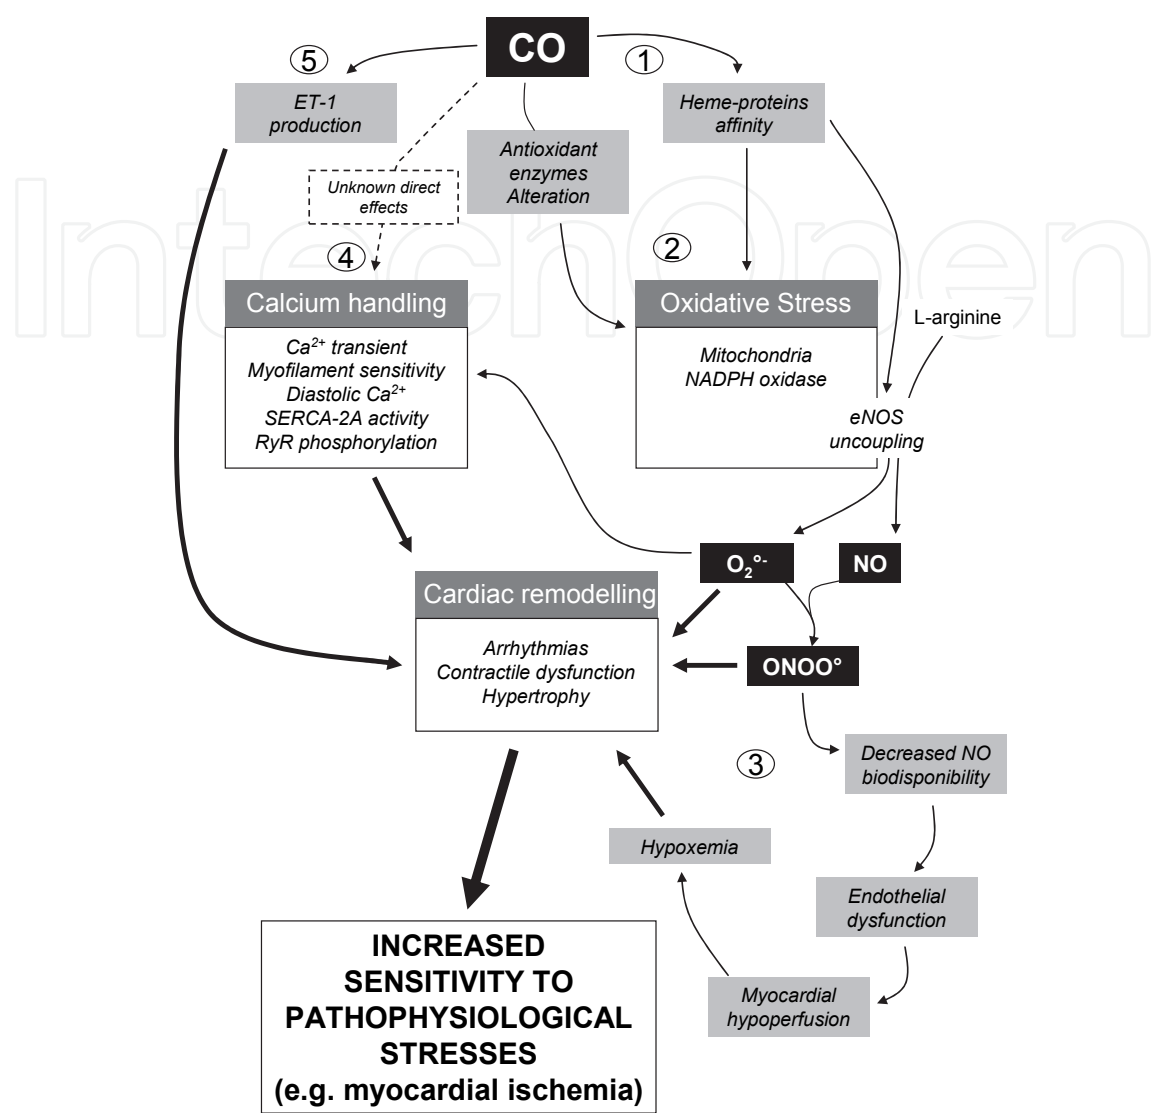 CO
5
1
ET-1
production
Heme-proteins
affinity
Antioxidant
enzymes
Alteration
Unknown direct
effects
4
2
IntechOpen
Calcium handling
Ca²⁺ transient
Myofilament sensitivity
Diastolic Ca²⁺
SERCA-2A activity
RyR phosphorylation
Oxidative Stress
Mitochondria
NADPH oxidase
L-arginine
eNOS
uncoupling
O₂°⁻
NO
Cardiac remodelling
Arrhythmias
Contractile dysfunction
Hypertrophy
ONOO°
3
Decreased NO
biodisponibility
Hypoxemia
Endothelial
dysfunction
Myocardial
hypoperfusion
INCREASED
SENSITIVITY TO
PATHOPHYSIOLOGICAL
STRESSES
(e.g. myocardial ischemia)